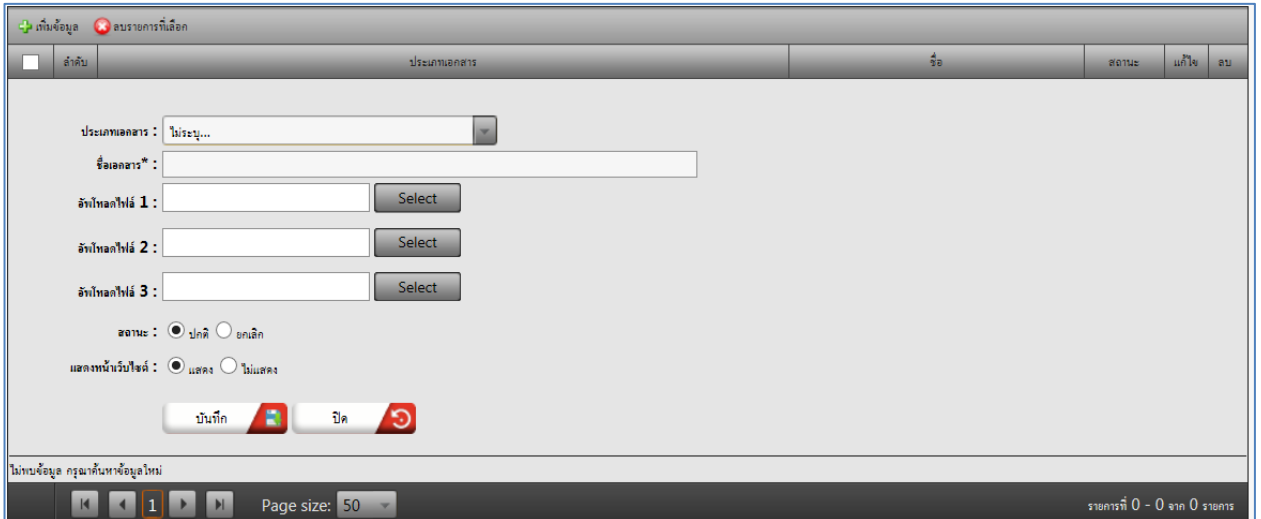 เพิ่มข้อมูล ลบรายการที่เลือก
ลำดับ ประเภทเอกสาร ชื่อ สถานะ แก้ไข ลบ
ประเภทเอกสาร : ไม่ระบุ...
ชื่อเอกสาร* :
อัพโหลดไฟล์ 1 : Select
อัพโหลดไฟล์ 2 : Select
อัพโหลดไฟล์ 3 : Select
สถานะ : ปกติ ยกเลิก
แสดงหน้าเว็บไซต์ : แสดง ไม่แสดง
บันทึก ปิด
ไม่พบข้อมูล กรุณาค้นหาข้อมูลใหม่
1 Page size: 50 รายการที่ 0 - 0 จาก 0 รายการ